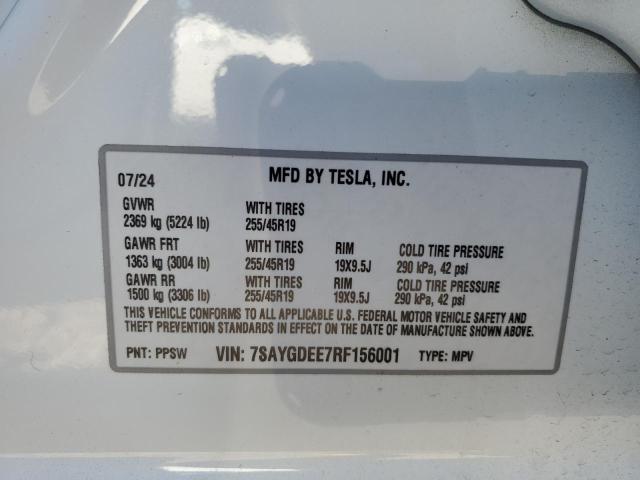 07/24 MFD BY TESLA, INC.
GVWR WITH TIRES
2369 kg (5224 lb) 255/45R19
GAWR FRT WITH TIRES RIM COLD TIRE PRESSURE
1363 kg (3004 lb) 255/45R19 19X9.5J 290 kPa, 42 psi
GAWR RR WITH TIRES RIM COLD TIRE PRESSURE
1500 kg (3306 lb) 255/45R19 19X9.5J 290 kPa, 42 psi
THIS VEHICLE CONFORMS TO ALL APPLICABLE U.S. FEDERAL MOTOR VEHICLE SAFETY AND
THEFT PREVENTION STANDARDS IN EFFECT ON THE DATE OF MANUFACTURE SHOWN ABOVE.
PNT: PPSW VIN: 7SAYGDEE7RF156001 TYPE: MPV